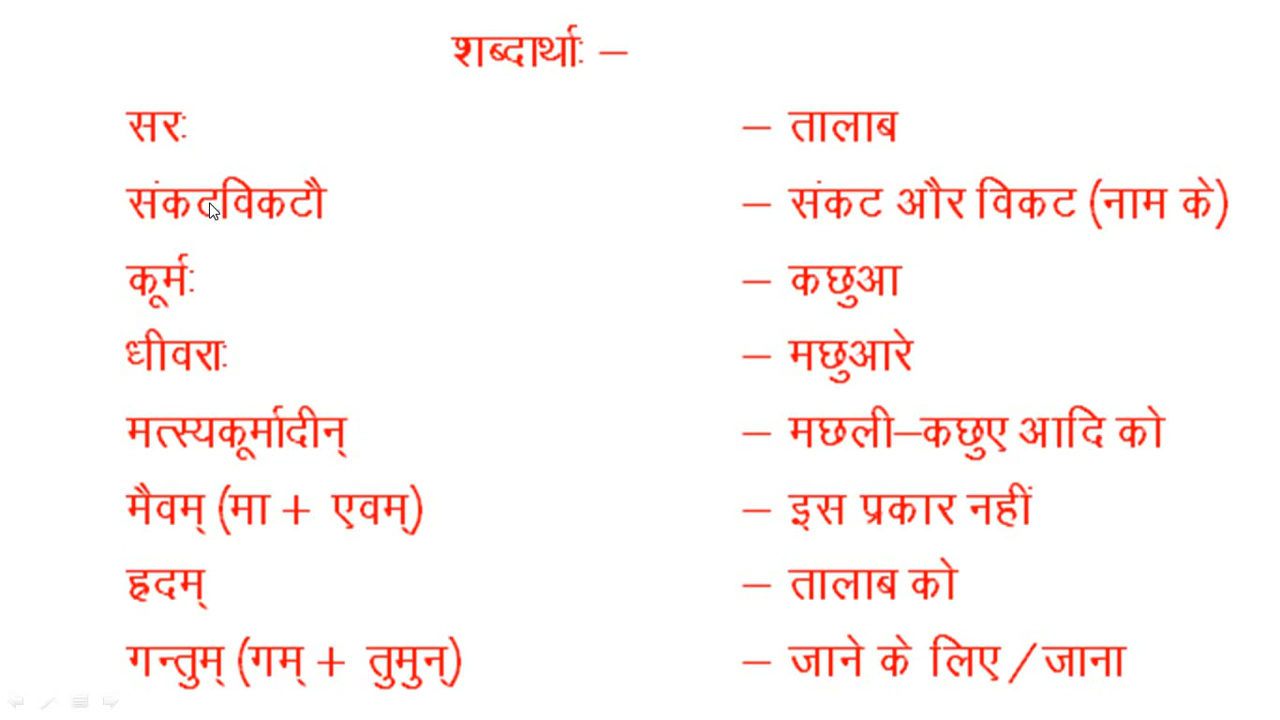 शब्दार्थाः –
सरः – तालाब
संकटविकटौ – संकट और विकट (नाम के)
कूर्मः – कछुआ
धीवराः – मछुआरे
मत्स्यकूर्मादीन् – मछली–कछुए आदि को
मैवम् (मा + एवम्) – इस प्रकार नहीं
ह्रदम् – तालाब को
गन्तुम् (गम् + तुमुन्) – जाने के लिए / जाना